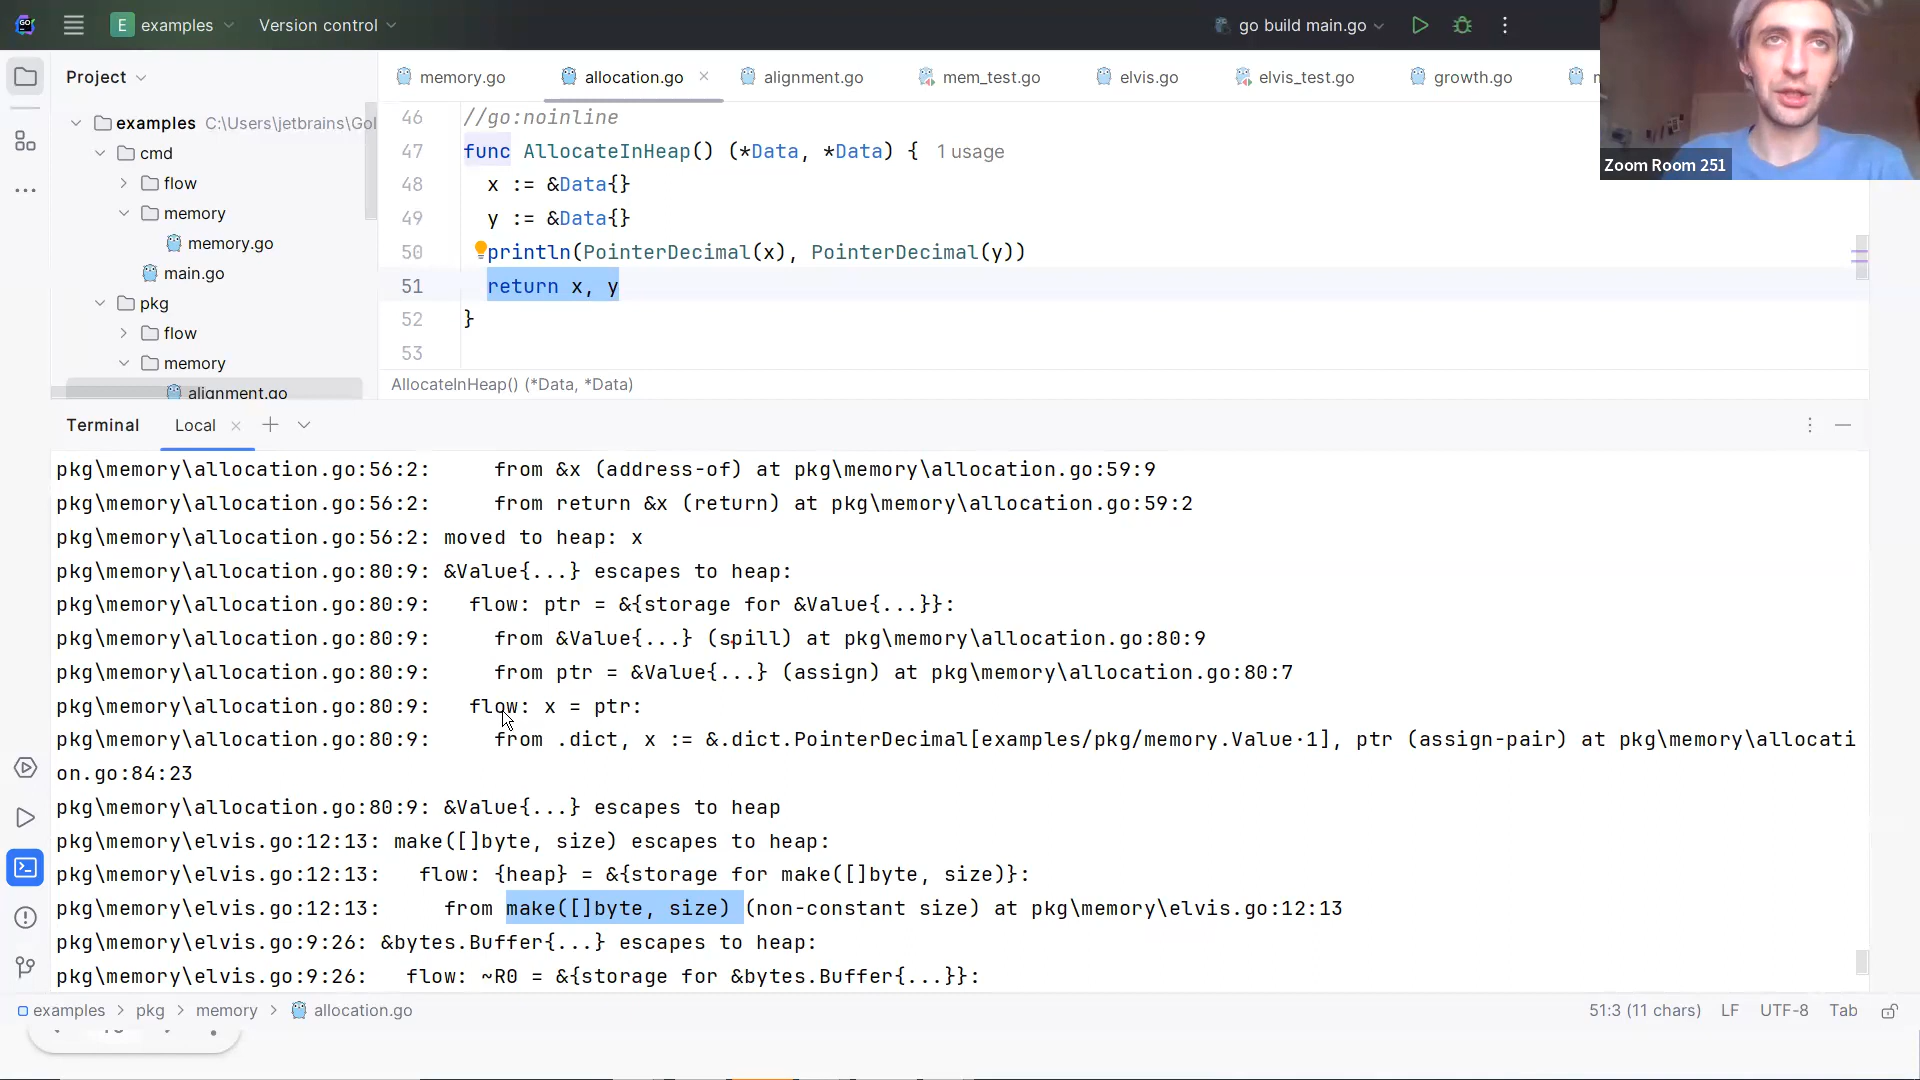 GO
E examples
Version control
go build main.go
Zoom Room 251
Project
memory.go
allocation.go
alignment.go
mem_test.go
elvis.go
elvis_test.go
growth.go
examples C:\Users\jetbrains\Gol
cmd
flow
memory
memory.go
main.go
pkg
flow
memory
alignment.go
46 //go:noinline
47 func AllocateInHeap() (*Data, *Data) { 1 usage
48 x := &Data{}
49 y := &Data{}
50 println(PointerDecimal(x), PointerDecimal(y))
51 return x, y
52 }
53
AllocateInHeap() (*Data, *Data)
Terminal Local
pkg\memory\allocation.go:56:2: from &x (address-of) at pkg\memory\allocation.go:59:9
pkg\memory\allocation.go:56:2: from return &x (return) at pkg\memory\allocation.go:59:2
pkg\memory\allocation.go:56:2: moved to heap: x
pkg\memory\allocation.go:80:9: &Value{...} escapes to heap:
pkg\memory\allocation.go:80:9: flow: ptr = &{storage for &Value{...}}:
pkg\memory\allocation.go:80:9: from &Value{...} (spill) at pkg\memory\allocation.go:80:9
pkg\memory\allocation.go:80:9: from ptr = &Value{...} (assign) at pkg\memory\allocation.go:80:7
pkg\memory\allocation.go:80:9: flow: x = ptr:
pkg\memory\allocation.go:80:9: from .dict, x := &.dict.PointerDecimal[examples/pkg/memory.Value·1], ptr (assign-pair) at pkg\memory\allocati
on.go:84:23
pkg\memory\allocation.go:80:9: &Value{...} escapes to heap
pkg\memory\elvis.go:12:13: make([]byte, size) escapes to heap:
pkg\memory\elvis.go:12:13: flow: {heap} = &{storage for make([]byte, size)}:
pkg\memory\elvis.go:12:13: from make([]byte, size) (non-constant size) at pkg\memory\elvis.go:12:13
pkg\memory\elvis.go:9:26: &bytes.Buffer{...} escapes to heap:
pkg\memory\elvis.go:9:26: flow: ~R0 = &{storage for &bytes.Buffer{...}}:
examples > pkg > memory > allocation.go
51:3 (11 chars) LF UTF-8 Tab